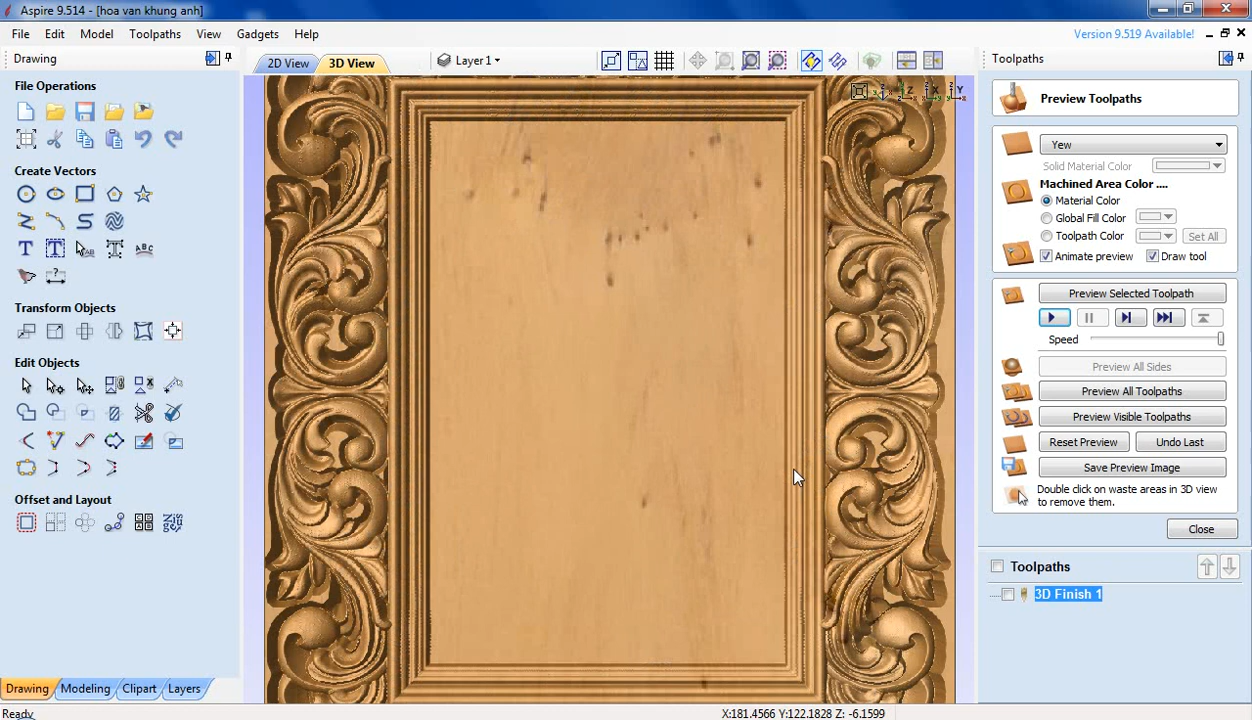 Aspire 9.514 - [hoa van khung anh]
File Edit Model Toolpaths View Gadgets Help
Version 9.519 Available!
Drawing
2D View
3D View
Layer 1
Toolpaths
File Operations
Create Vectors
Transform Objects
Edit Objects
Offset and Layout
Drawing Modeling Clipart Layers
Ready
X:181.4566 Y:122.1828 Z: -6.1599
Preview Toolpaths
Yew
Solid Material Color
Machined Area Color ....
Material Color
Global Fill Color
Toolpath Color
Set All
Animate preview
Draw tool
Preview Selected Toolpath
Speed
Preview All Sides
Preview All Toolpaths
Preview Visible Toolpaths
Reset Preview
Undo Last
Save Preview Image
Double click on waste areas in 3D view
to remove them.
Close
Toolpaths
3D Finish 1